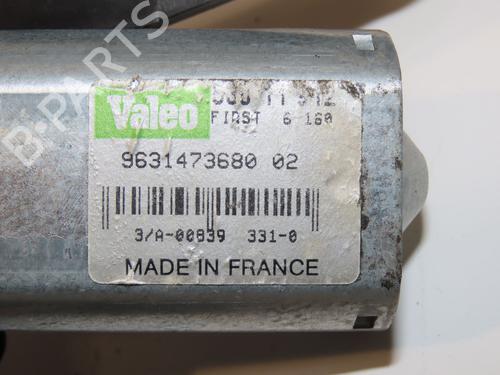 Valeo
FIRST 6 160
9631473680 02
3/A-00839 331-0
MADE IN FRANCE
B-PARTS